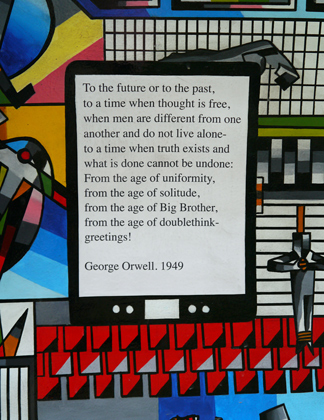 To the future or to the past,
to a time when thought is free,
when men are different from one
another and do not live alone-
to a time when truth exists and
what is done cannot be undone:
From the age of uniformity,
from the age of solitude,
from the age of Big Brother,
from the age of doublethink-
greetings!
George Orwell. 1949